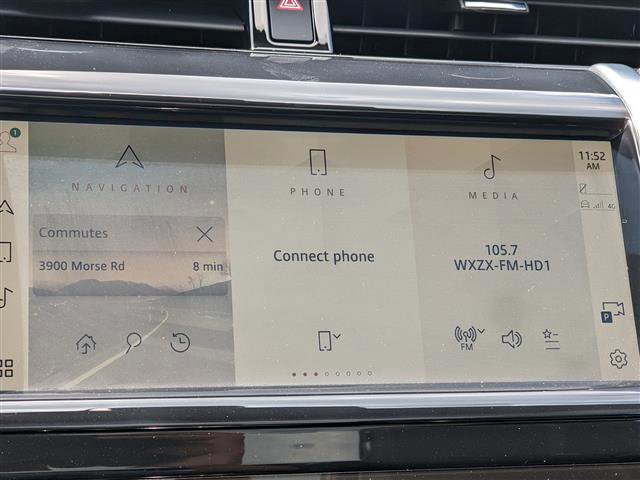 1
NAVIGATION
Commutes
3900 Morse Rd 8 min
PHONE
Connect phone
MEDIA
105.7
WXZX-FM-HD1
FM
11:52
AM
4G
P